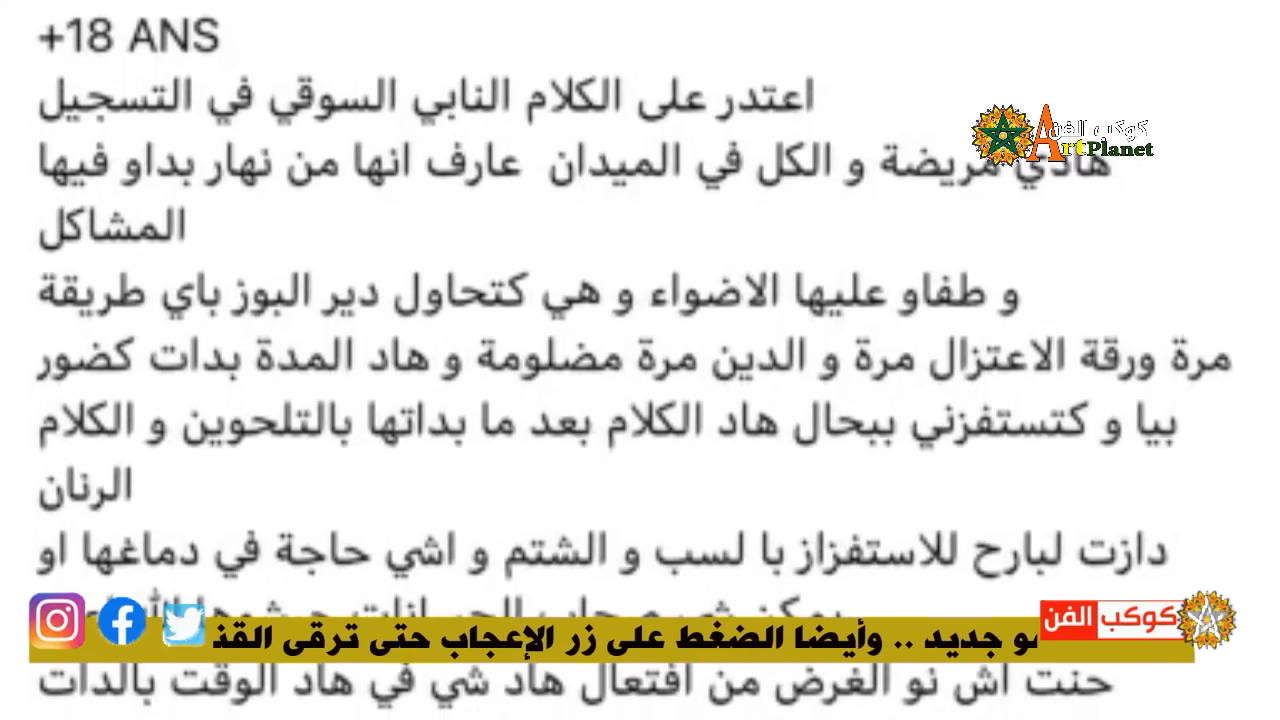 +18 ANS
اعتدر على الكلام النابي السوقي في التسجيل
كوكب الفن
ArtPlanet
هادي مريضة و الكل في الميدان عارف انها من نهار بداو فيها
المشاكل
و طفاو عليها الاضواء و هي كتحاول دير البوز باي طريقة
مرة ورقة الاعتزال مرة و الدين مرة مضلومة و هاد المدة بدات كضور
بيا و كتستفزني ببحال هاد الكلام بعد ما بداتها بالتلحوين و الكلام
الرنان
دازت لبارح للاستفزاز با لسب و الشتم و اشي حاجة في دماغها او
جديد .. وأيضا الضغط على زر الإعجاب حتى ترقى
كوكب الفن
حنت اش نو الغرض من افتعال هاد شي في هاد الوقت بالدات